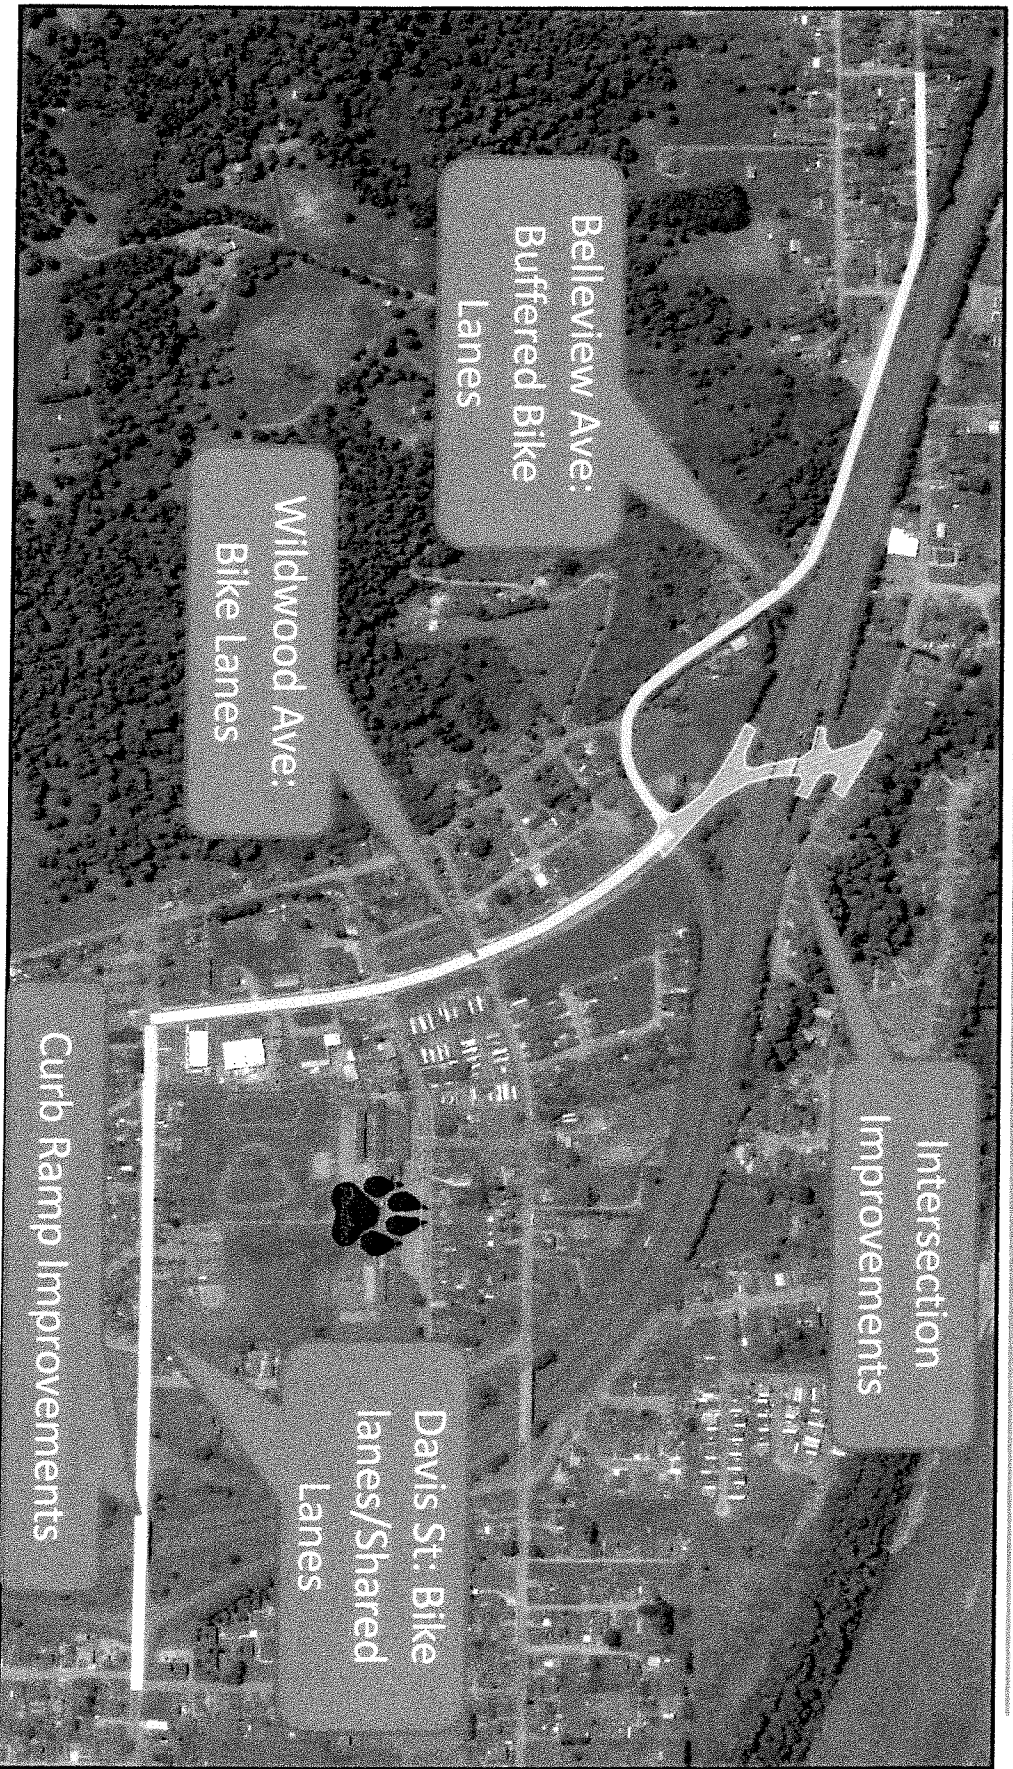 Belleview Ave:
Buffered Bike
Lanes
Intersection
Improvements
Wildwood Ave:
Bike Lanes
Davis St: Bike
lanes/Shared
Lanes
Curb Ramp Improvements